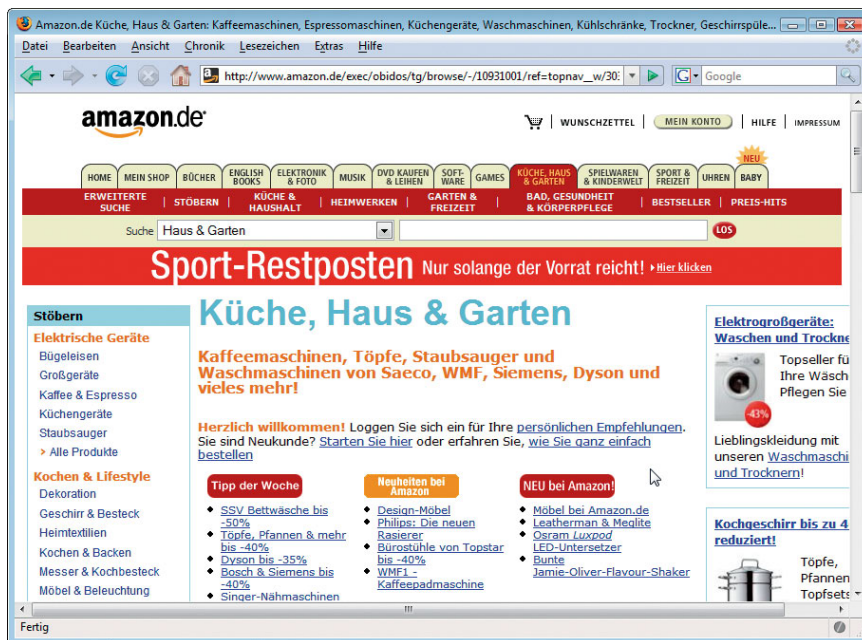 Amazon.de Küche, Haus & Garten: Kaffeemaschinen, Espressomaschinen, Küchengeräte, Waschmaschinen, Kühlschränke, Trockner, Geschirrspüle...
Datei Bearbeiten Ansicht Chronik Lesezeichen Extras Hilfe
http://www.amazon.de/exec/obidos/tg/browse/-/10931001/ref=topnav__w/30
G Google
amazon.de
WUNSCHZETTEL | MEIN KONTO | HILFE | IMPRESSUM
NEU
HOME MEIN SHOP BÜCHER ENGLISH BOOKS ELEKTRONIK & FOTO MUSIK DVD KAUFEN & LEIHEN SOFT-WARE GAMES KÜCHE, HAUS & GARTEN SPIELWAREN & KINDERWELT SPORT & FREIZEIT UHREN BABY
ERWEITERTE SUCHE | STÖBERN | KÜCHE & HAUSHALT | HEIMWERKEN | GARTEN & FREIZEIT | BAD, GESUNDHEIT & KÖRPERPFLEGE | BESTSELLER | PREIS-HITS
Suche Haus & Garten LOS
Sport-Restposten Nur solange der Vorrat reicht! Hier klicken
Stöbern
Elektrische Geräte
Bügeleisen
Großgeräte
Kaffee & Espresso
Küchengeräte
Staubsauger
> Alle Produkte
Kochen & Lifestyle
Dekoration
Geschirr & Besteck
Heimtextilien
Kochen & Backen
Messer & Kochbesteck
Möbel & Beleuchtung
Küche, Haus & Garten
Kaffeemaschinen, Töpfe, Staubsauger und
Waschmaschinen von Saeco, WMF, Siemens, Dyson und
vieles mehr!
Herzlich willkommen! Loggen Sie sich ein für Ihre persönlichen Empfehlungen.
Sie sind Neukunde? Starten Sie hier oder erfahren Sie, wie Sie ganz einfach
bestellen
Tipp der Woche
SSV Bettwäsche bis
-50%
Töpfe, Pfannen & mehr
bis -40%
Dyson bis -35%
Bosch & Siemens bis
-40%
Singer-Nähmaschinen
Neuheiten bei
Amazon
Design-Möbel
Philips: Die neuen
Rasierer
Bürostühle von Topstar
bis -40%
WMF1 -
Kaffeepadmaschine
NEU bei Amazon!
Möbel bei Amazon.de
Leatherman & Meglite
Osram Luxpod
LED-Untersetzer
Bunte
Jamie-Oliver-Flavour-Shaker
Elektrogroßgeräte:
Waschen und Trockne
Topseller fü
Ihre Wäsch
Pflegen Sie
-43%
Lieblingskleidung mit
unseren Waschmaschi
und Trocknern!
Kochgeschirr bis zu 4
reduziert!
Töpfe,
Pfannen
Topfsets
Fertig